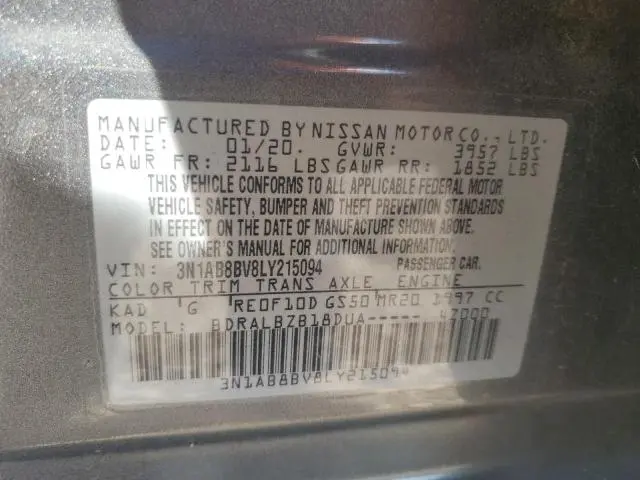 MANUFACTURED BY NISSAN MOTOR CO., LTD.
DATE: 01/20. GVWR: 3957 LBS
GAWR FR: 2116 LBS GAWR RR: 1852 LBS
THIS VEHICLE CONFORMS TO ALL APPLICABLE FEDERAL MOTOR
VEHICLE SAFETY, BUMPER AND THEFT PREVENTION STANDARDS
IN EFFECT ON THE DATE OF MANUFACTURE SHOWN ABOVE.
SEE OWNER'S MANUAL FOR ADDITIONAL INFORMATION.
VIN: 3N1AB8BV8LY215094 PASSENGER CAR.
COLOR TRIM TRANS AXLE ENGINE
KAD G RE0F10D GS50 MR20 1997 CC
MODEL: BDRALBZB18DUA----- 47000
3N1AB8BV8LY215094